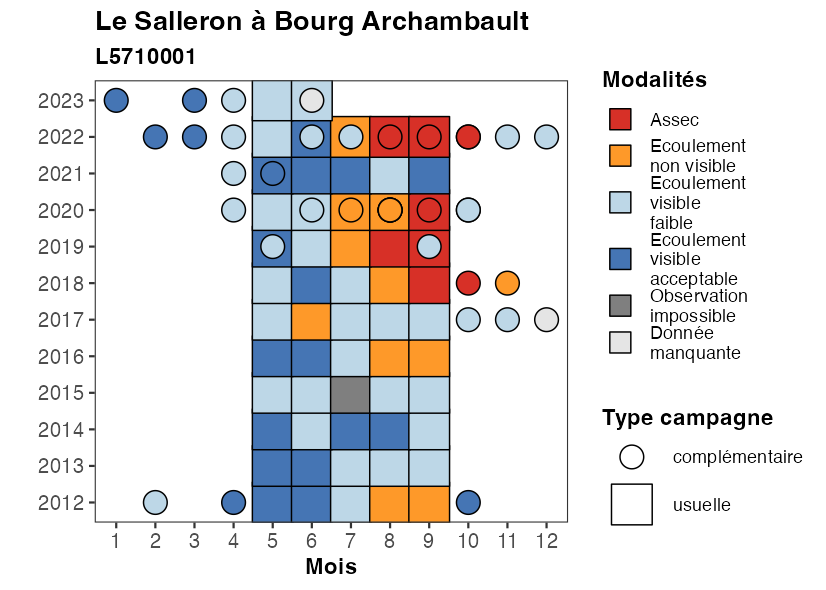 Le Salleron à Bourg Archambault
L5710001
2023
2022
2021
2020
2019
2018
2017
2016
2015
2014
2013
2012
1 2 3 4 5 6 7 8 9 10 11 12
Mois
Modalités
Assec
Ecoulement
non visible
Ecoulement
visible
faible
Ecoulement
visible
acceptable
Observation
impossible
Donnée
manquante
Type campagne
complémentaire
usuelle